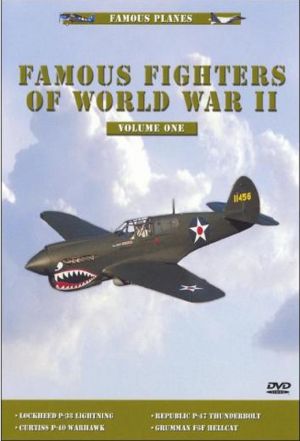 FAMOUS PLANES
FAMOUS FIGHTERS
OF WORLD WAR II
VOLUME ONE
11456
DVD
• LOCKHEED P-38 LIGHTNING
• REPUBLIC P-47 THUNDERBOLT
• CURTISS P-40 WARHAWK
• GRUMMAN F6F HELLCAT